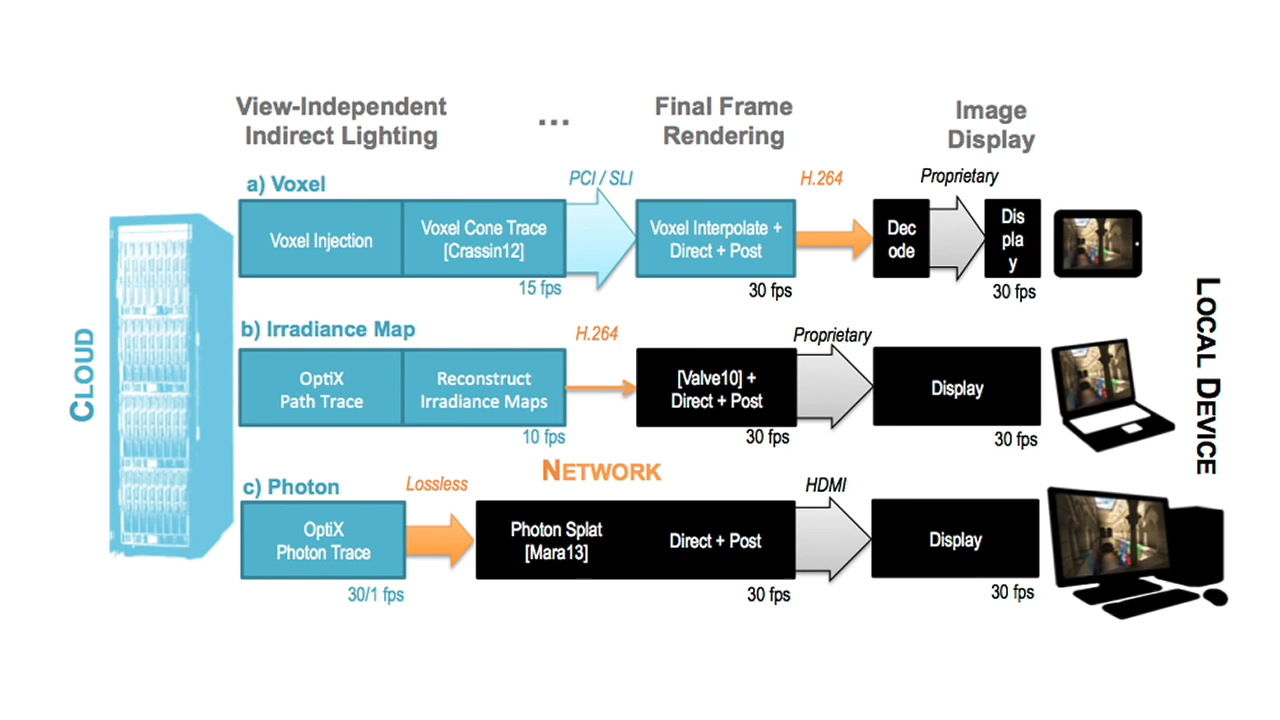 View-Independent
Indirect Lighting
...
Final Frame
Rendering
Image
Display
a) Voxel
PCI / SLI
H.264
Proprietary
Voxel Injection
Voxel Cone Trace
[Crassin12]
Voxel Interpolate +
Direct + Post
Dec
ode
Dis
pla
y
15 fps
30 fps
30 fps
CLOUD
LOCAL DEVICE
b) Irradiance Map
H.264
Proprietary
OptiX
Path Trace
Reconstruct
Irradiance Maps
[Valve10] +
Direct + Post
Display
10 fps
30 fps
30 fps
NETWORK
c) Photon
Lossless
HDMI
OptiX
Photon Trace
Photon Splat
[Mara13]
Direct + Post
Display
30/1 fps
30 fps
30 fps